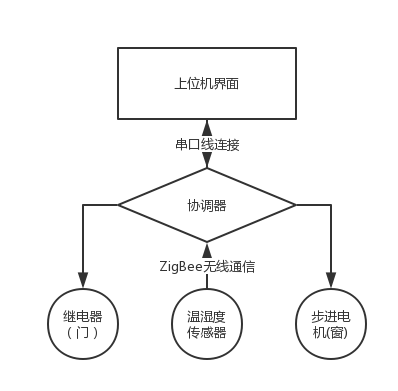 上位机界面
串口线连接
协调器
ZigBee无线通信
继电器
（门）
温湿度
传感器
步进电
机(窗)